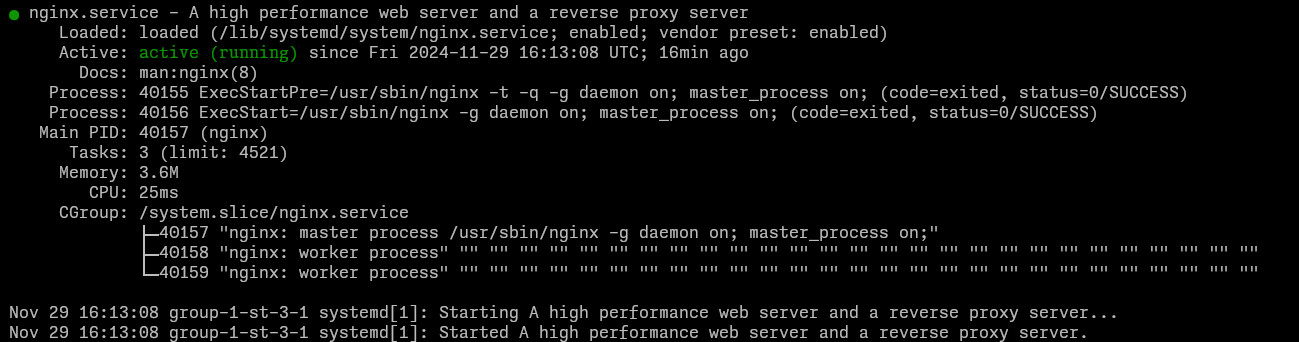 ● nginx.service - A high performance web server and a reverse proxy server
Loaded: loaded (/lib/systemd/system/nginx.service; enabled; vendor preset: enabled)
Active: active (running) since Fri 2024-11-29 16:13:08 UTC; 16min ago
Docs: man:nginx(8)
Process: 40155 ExecStartPre=/usr/sbin/nginx -t -q -g daemon on; master_process on; (code=exited, status=0/SUCCESS)
Process: 40156 ExecStart=/usr/sbin/nginx -g daemon on; master_process on; (code=exited, status=0/SUCCESS)
Main PID: 40157 (nginx)
Tasks: 3 (limit: 4521)
Memory: 3.6M
CPU: 25ms
CGroup: /system.slice/nginx.service
├─40157 "nginx: master process /usr/sbin/nginx -g daemon on; master_process on;"
├─40158 "nginx: worker process" "" "" "" "" "" "" "" "" "" "" "" "" "" "" "" "" "" "" "" "" "" "" "" "" "" "" ""
└─40159 "nginx: worker process" "" "" "" "" "" "" "" "" "" "" "" "" "" "" "" "" "" "" "" "" "" "" "" "" "" "" ""
Nov 29 16:13:08 group-1-st-3-1 systemd[1]: Starting A high performance web server and a reverse proxy server...
Nov 29 16:13:08 group-1-st-3-1 systemd[1]: Started A high performance web server and a reverse proxy server.